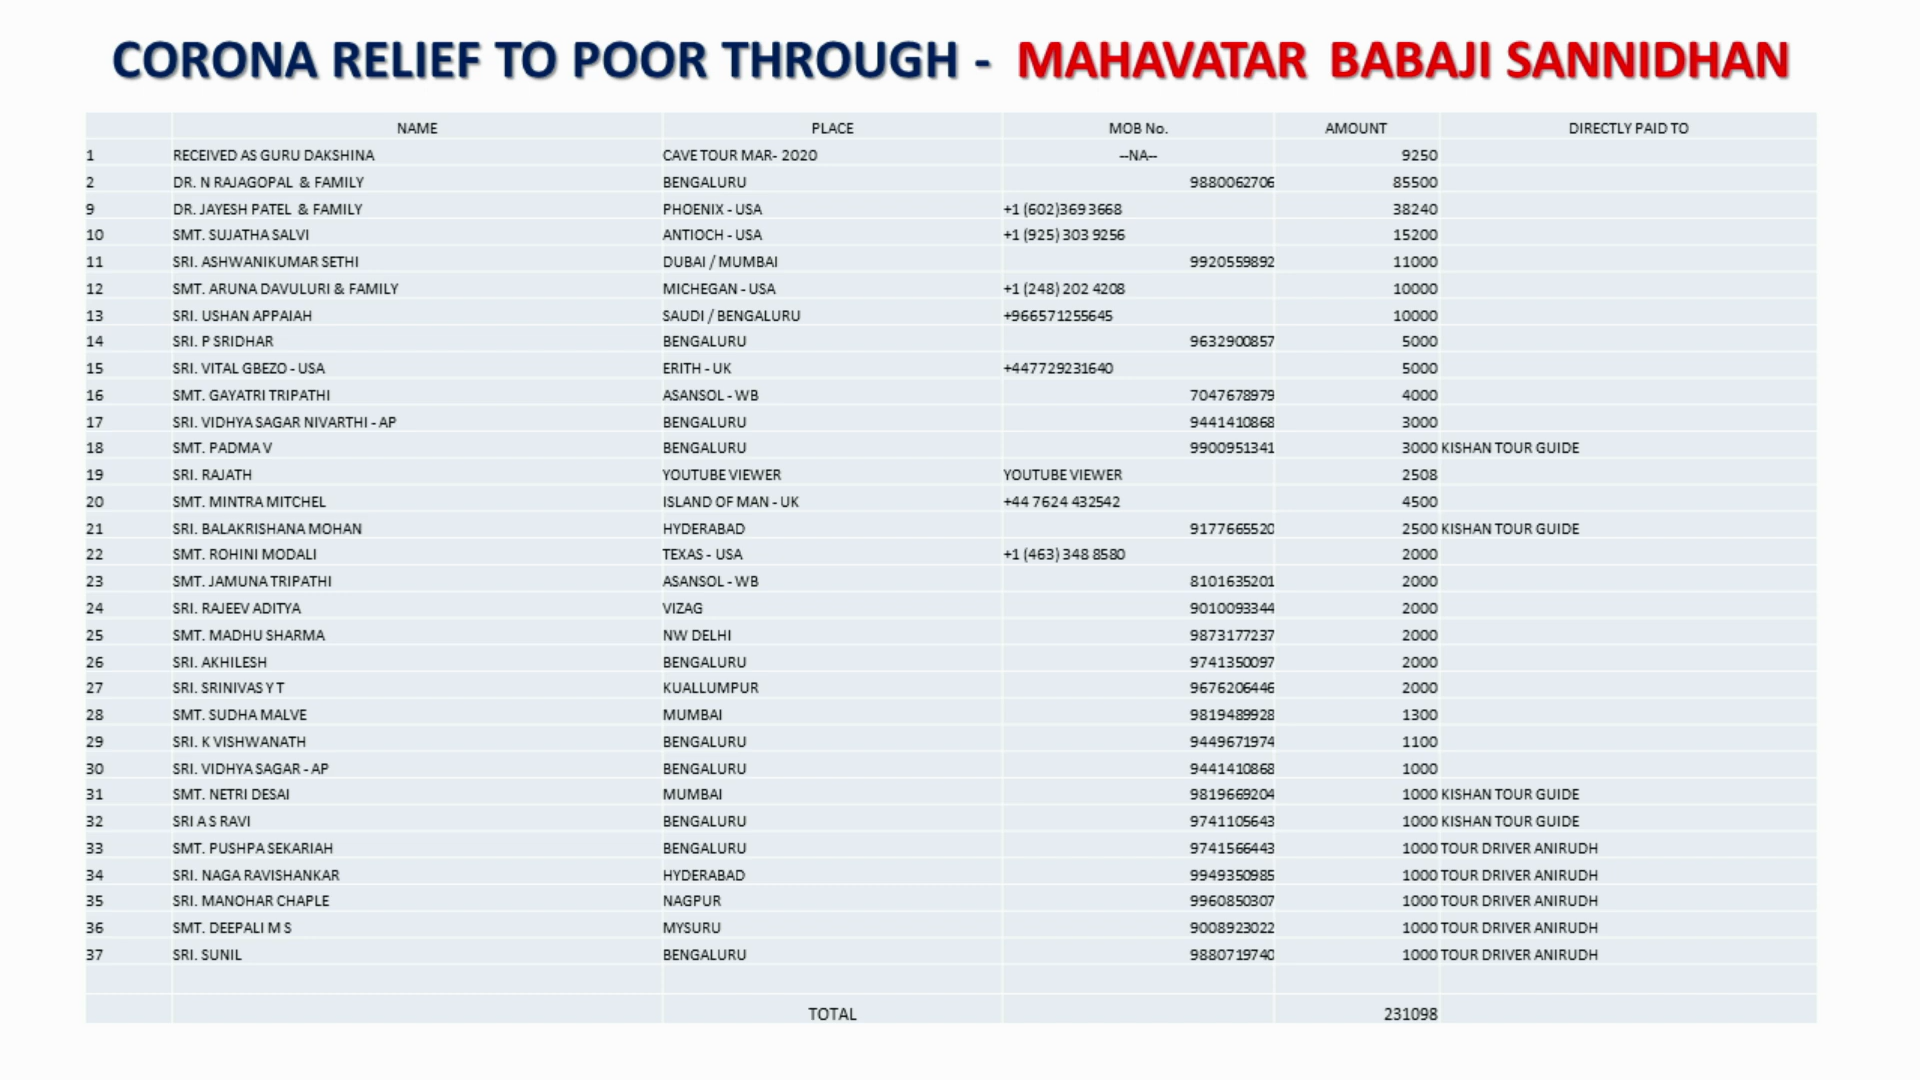 CORONA RELIEF TO POOR THROUGH - MAHAVATAR BABAJI SANNIDHAN
NAME PLACE MOB No. AMOUNT DIRECTLY PAID TO
1 RECEIVED AS GURU DAKSHINA CAVE TOUR MAR- 2020 --NA-- 9250
2 DR. N RAJAGOPAL & FAMILY BENGALURU 9880062706 85500
9 DR. JAYESH PATEL & FAMILY PHOENIX - USA +1 (602)369 3668 38240
10 SMT. SUJATHA SALVI ANTIOCH - USA +1 (925) 303 9256 15200
11 SRI. ASHWANIKUMAR SETHI DUBAI / MUMBAI 9920559892 11000
12 SMT. ARUNA DAVULURI & FAMILY MICHEGAN - USA +1 (248) 202 4208 10000
13 SRI. USHAN APPAIAH SAUDI / BENGALURU +966571255645 10000
14 SRI. P SRIDHAR BENGALURU 9632900857 5000
15 SRI. VITAL GBEZO - USA ERITH - UK +447729231640 5000
16 SMT. GAYATRI TRIPATHI ASANSOL - WB 7047678979 4000
17 SRI. VIDHYA SAGAR NIVARTHI - AP BENGALURU 9441410868 3000
18 SMT. PADMA V BENGALURU 9900951341 3000 KISHAN TOUR GUIDE
19 SRI. RAJATH YOUTUBE VIEWER YOUTUBE VIEWER 2508
20 SMT. MINTRA MITCHEL ISLAND OF MAN - UK +44 7624 432542 4500
21 SRI. BALAKRISHANA MOHAN HYDERABAD 9177665520 2500 KISHAN TOUR GUIDE
22 SMT. ROHINI MODALI TEXAS - USA +1 (463) 348 8580 2000
23 SMT. JAMUNA TRIPATHI ASANSOL - WB 8101635201 2000
24 SRI. RAJEEV ADITYA VIZAG 9010093344 2000
25 SMT. MADHU SHARMA NW DELHI 9873177237 2000
26 SRI. AKHILESH BENGALURU 9741350097 2000
27 SRI. SRINIVAS Y T KUALLUMPUR 9676206446 2000
28 SMT. SUDHA MALVE MUMBAI 9819489928 1300
29 SRI. K VISHWANATH BENGALURU 9449671974 1100
30 SRI. VIDHYA SAGAR - AP BENGALURU 9441410868 1000
31 SMT. NETRI DESAI MUMBAI 9819669204 1000 KISHAN TOUR GUIDE
32 SRI A S RAVI BENGALURU 9741105643 1000 KISHAN TOUR GUIDE
33 SMT. PUSHPA SEKARIAH BENGALURU 9741566443 1000 TOUR DRIVER ANIRUDH
34 SRI. NAGA RAVISHANKAR HYDERABAD 9949350985 1000 TOUR DRIVER ANIRUDH
35 SRI. MANOHAR CHAPLE NAGPUR 9960850307 1000 TOUR DRIVER ANIRUDH
36 SMT. DEEPALI M S MYSURU 9008923022 1000 TOUR DRIVER ANIRUDH
37 SRI. SUNIL BENGALURU 9880719740 1000 TOUR DRIVER ANIRUDH
TOTAL 231098